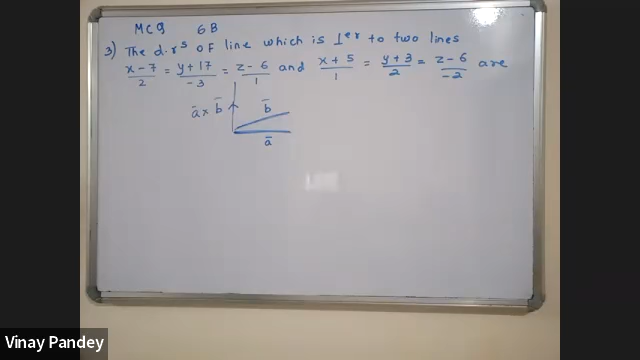 MCQ 6B
3) The d.rs OF line which is ⊥er to two lines
x-7/2 = y+17/-3 = z-6/1 and x+5/1 = y+3/2 = z-6/-2 are
a̅ x b̅
b̅
a̅
Vinay Pandey